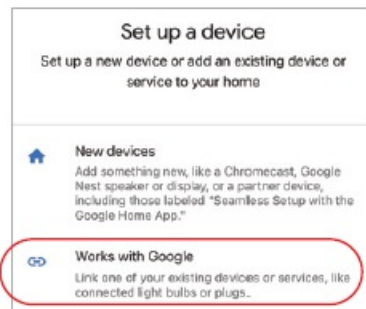 Set up a device
Set up a new device or add an existing device or
service to your home
New devices
Add something new, like a Chromecast, Google
Nest speaker or display, or a partner device,
including those labeled "Seamless Setup with the
Google Home App."
Works with Google
Link one of your existing devices or services, like
connected light bulbs or plugs..